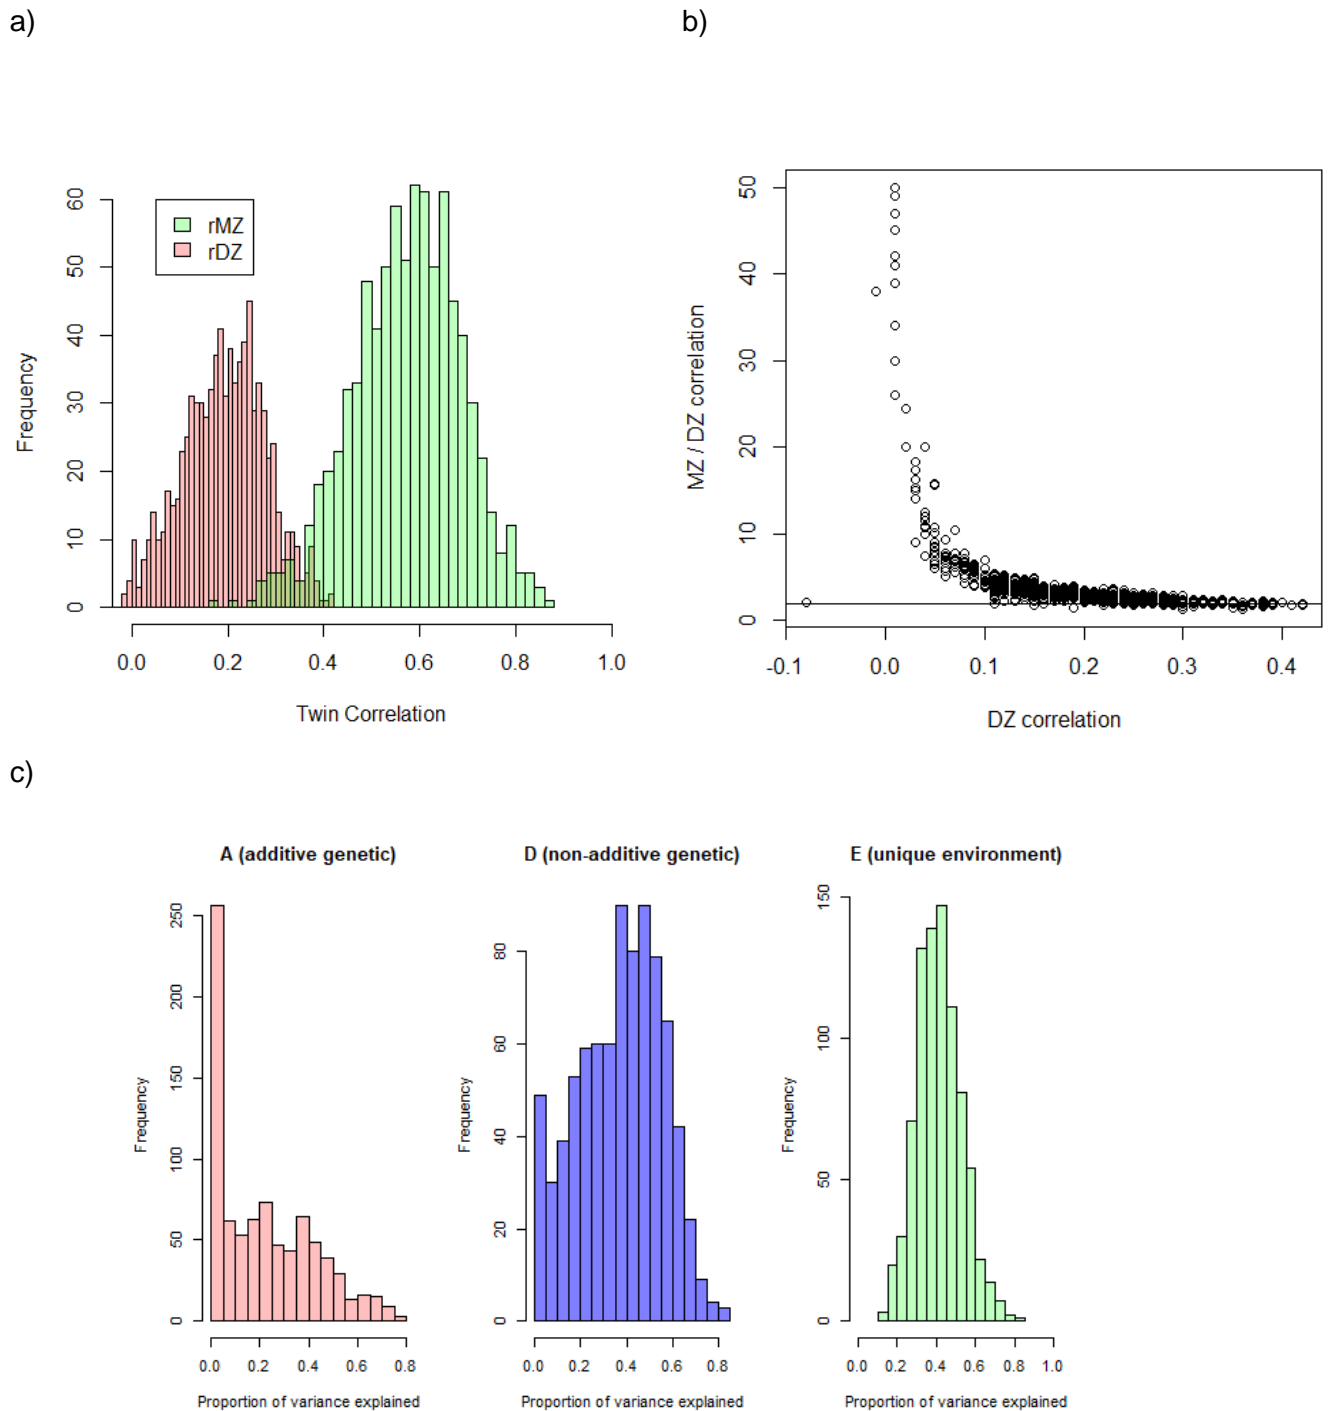 a)
b)
rMZ
rDZ
Frequency
0
10
20
30
40
50
60
0.0 0.2 0.4 0.6 0.8 1.0
Twin Correlation
MZ / DZ correlation
0
10
20
30
40
50
-0.1 0.0 0.1 0.2 0.3 0.4
DZ correlation
c)
A (additive genetic)
Frequency
0
50
100
150
200
250
0.0 0.2 0.4 0.6 0.8
Proportion of variance explained
D (non-additive genetic)
Frequency
0
20
40
60
80
0.0 0.2 0.4 0.6 0.8
Proportion of variance explained
E (unique environment)
Frequency
0
50
100
150
0.0 0.2 0.4 0.6 0.8 1.0
Proportion of variance explained